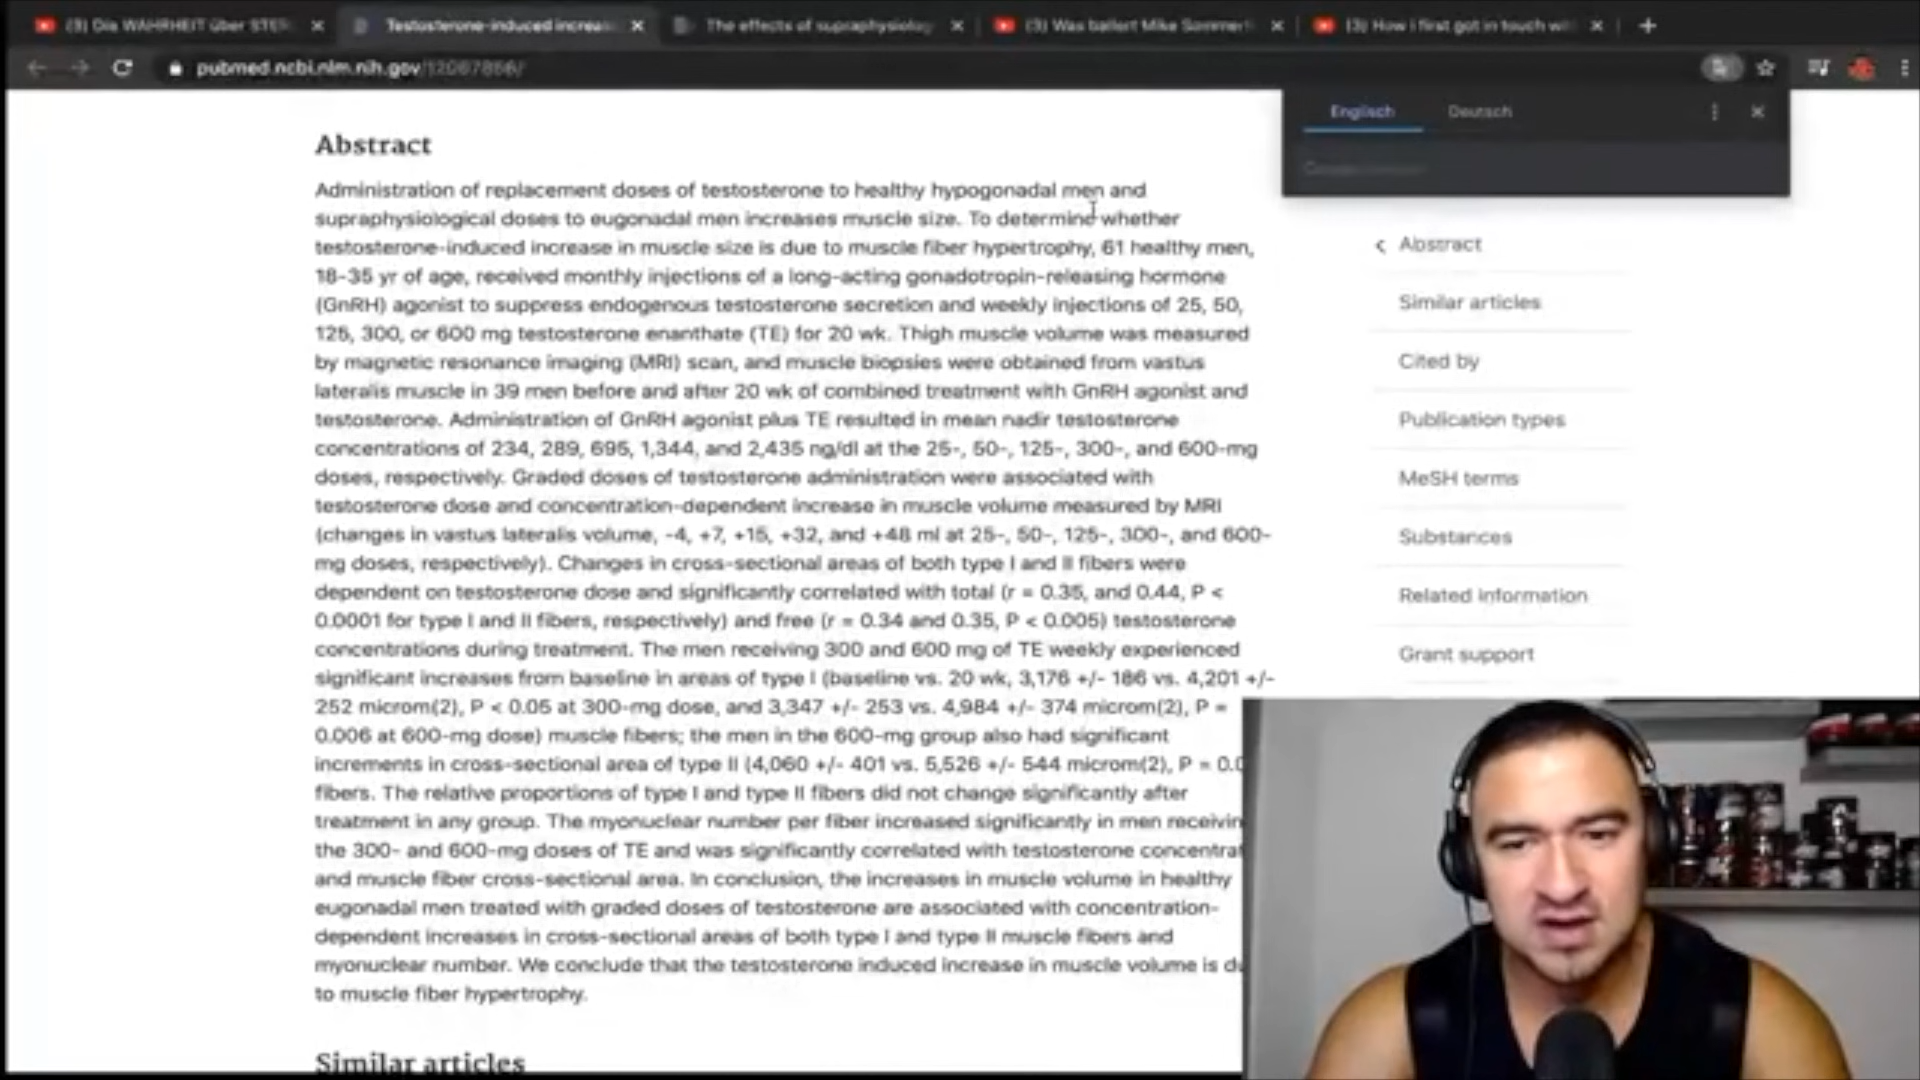 (3) Die WAHRHEIT über STER
Testosterone-induced increa
The effects of supraphysiolog
(3) Was ballert Mike Sommerf
(3) How i first got in touch wit
pubmed.ncbi.nlm.nih.gov/12067856/
Englisch Deutsch
Abstract
Administration of replacement doses of testosterone to healthy hypogonadal men and
supraphysiological doses to eugonadal men increases muscle size. To determine whether
testosterone-induced increase in muscle size is due to muscle fiber hypertrophy, 61 healthy men,
18-35 yr of age, received monthly injections of a long-acting gonadotropin-releasing hormone
(GnRH) agonist to suppress endogenous testosterone secretion and weekly injections of 25, 50,
125, 300, or 600 mg testosterone enanthate (TE) for 20 wk. Thigh muscle volume was measured
by magnetic resonance imaging (MRI) scan, and muscle biopsies were obtained from vastus
lateralis muscle in 39 men before and after 20 wk of combined treatment with GnRH agonist and
testosterone. Administration of GnRH agonist plus TE resulted in mean nadir testosterone
concentrations of 234, 289, 695, 1,344, and 2,435 ng/dl at the 25-, 50-, 125-, 300-, and 600-mg
doses, respectively. Graded doses of testosterone administration were associated with
testosterone dose and concentration-dependent increase in muscle volume measured by MRI
(changes in vastus lateralis volume, -4, +7, +15, +32, and +48 ml at 25-, 50-, 125-, 300-, and 600-
mg doses, respectively). Changes in cross-sectional areas of both type I and II fibers were
dependent on testosterone dose and significantly correlated with total (r = 0.35, and 0.44, P <
0.0001 for type I and II fibers, respectively) and free (r = 0.34 and 0.35, P < 0.005) testosterone
concentrations during treatment. The men receiving 300 and 600 mg of TE weekly experienced
significant increases from baseline in areas of type I (baseline vs. 20 wk, 3,176 +/- 186 vs. 4,201 +/-
252 microm(2), P < 0.05 at 300-mg dose, and 3,347 +/- 253 vs. 4,984 +/- 374 microm(2), P =
0.006 at 600-mg dose) muscle fibers; the men in the 600-mg group also had significant
increments in cross-sectional area of type II (4,060 +/- 401 vs. 5,526 +/- 544 microm(2), P = 0.0
fibers. The relative proportions of type I and type II fibers did not change significantly after
treatment in any group. The myonuclear number per fiber increased significantly in men receivin
the 300- and 600-mg doses of TE and was significantly correlated with testosterone concentrat
and muscle fiber cross-sectional area. In conclusion, the increases in muscle volume in healthy
eugonadal men treated with graded doses of testosterone are associated with concentration-
dependent increases in cross-sectional areas of both type I and type II muscle fibers and
myonuclear number. We conclude that the testosterone induced increase in muscle volume is du
to muscle fiber hypertrophy.
Similar articles
Abstract
Similar articles
Cited by
Publication types
MeSH terms
Substances
Related information
Grant support